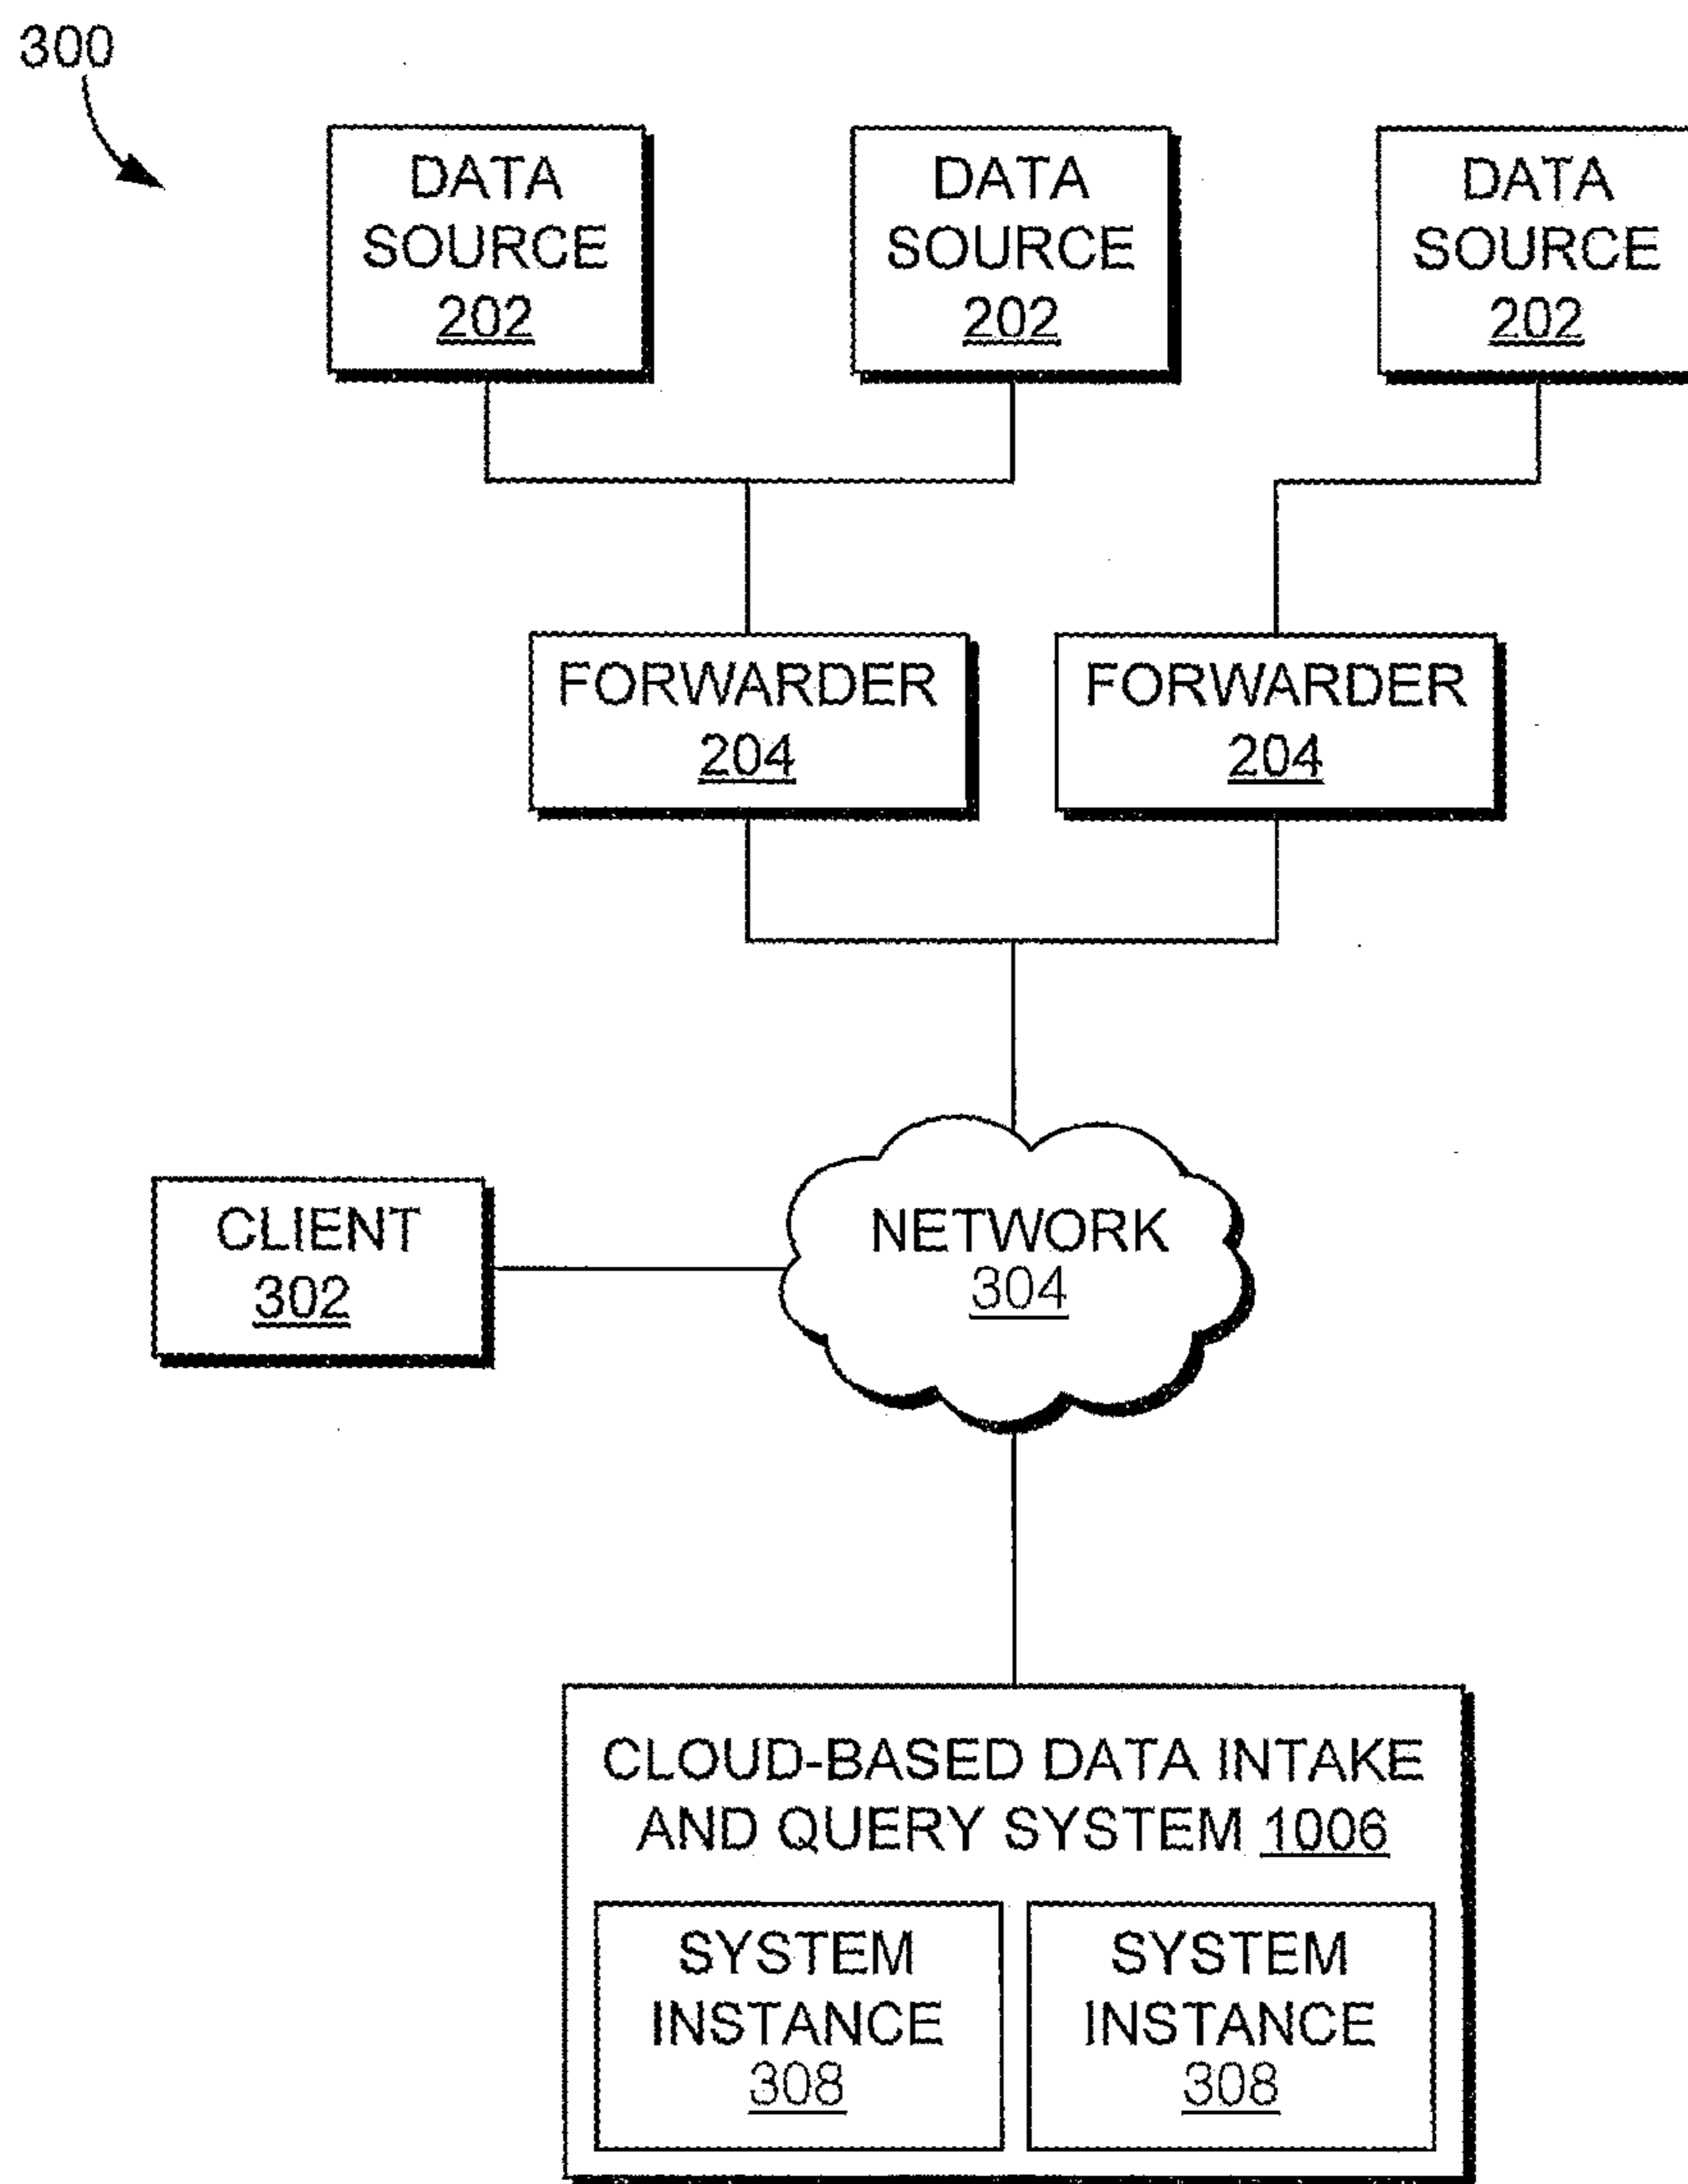 300
DATA
SOURCE
202
DATA
SOURCE
202
DATA
SOURCE
202
FORWARDER
204
FORWARDER
204
CLIENT
302
NETWORK
304
CLOUD-BASED DATA INTAKE
AND QUERY SYSTEM 1006
SYSTEM
INSTANCE
308
SYSTEM
INSTANCE
308